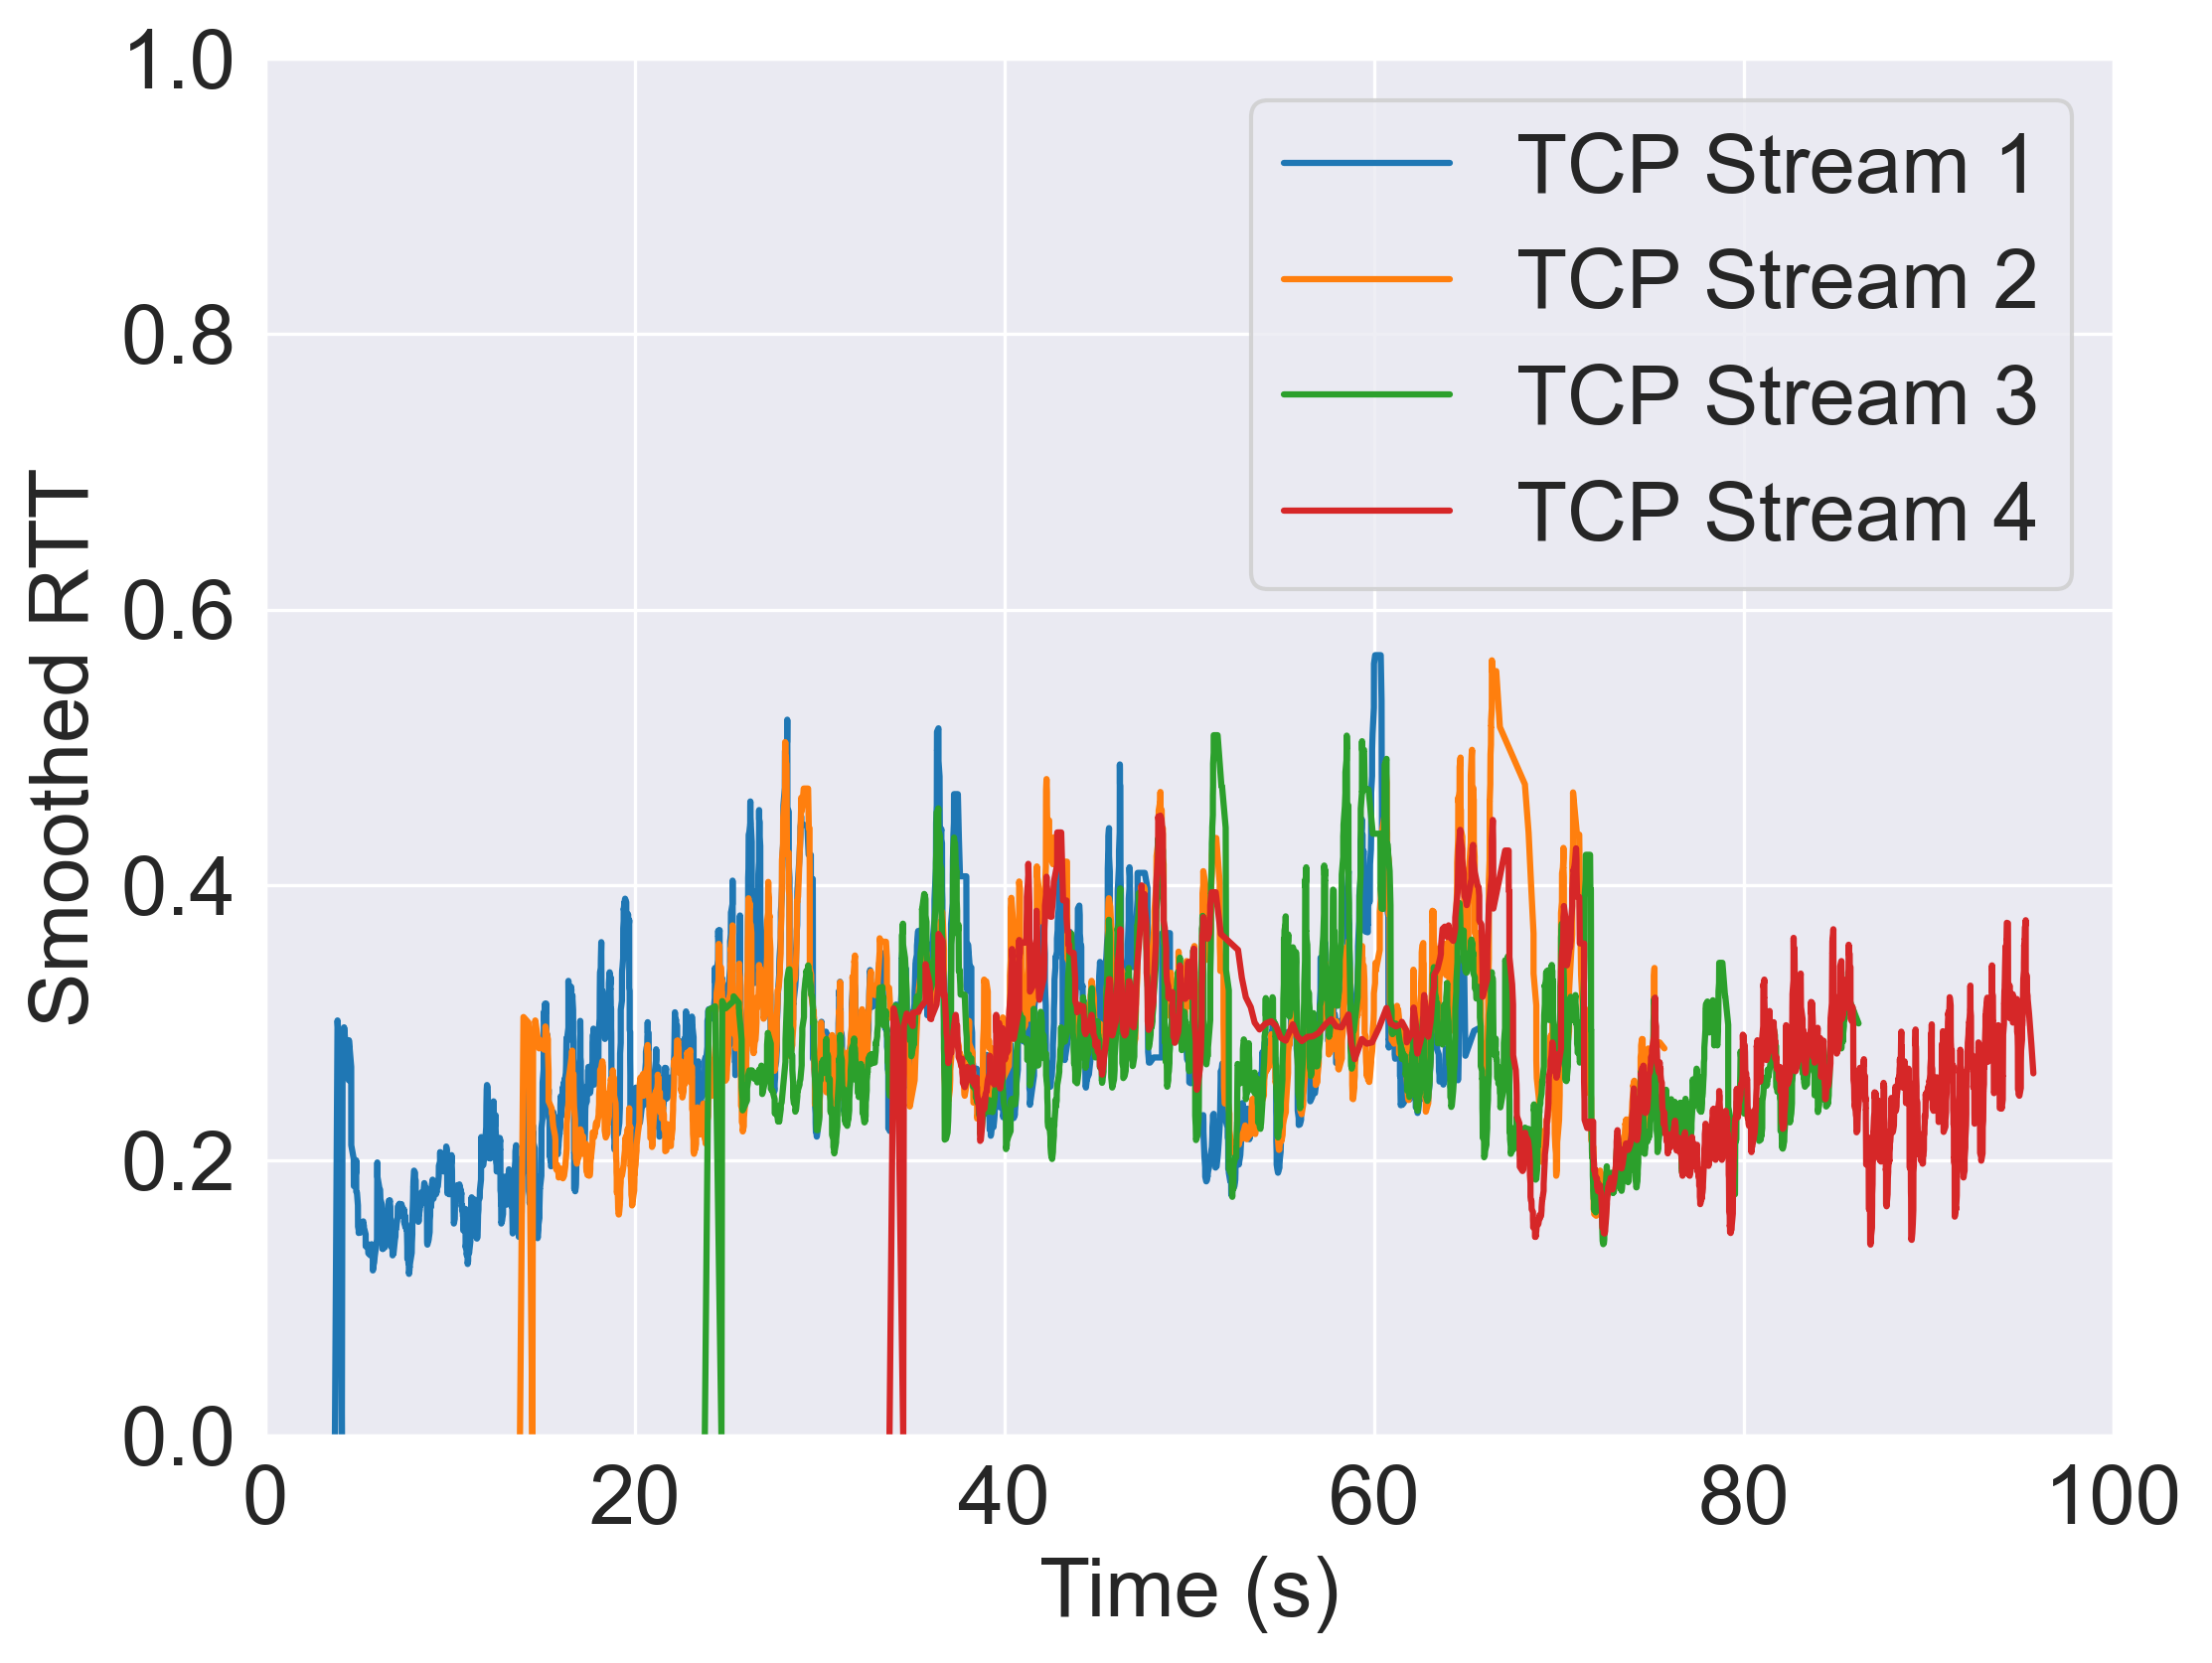 1.0
0.8
0.6
0.4
0.2
0.0
Smoothed RTT
TCP Stream 1
TCP Stream 2
TCP Stream 3
TCP Stream 4
0 20 40 60 80 100
Time (s)